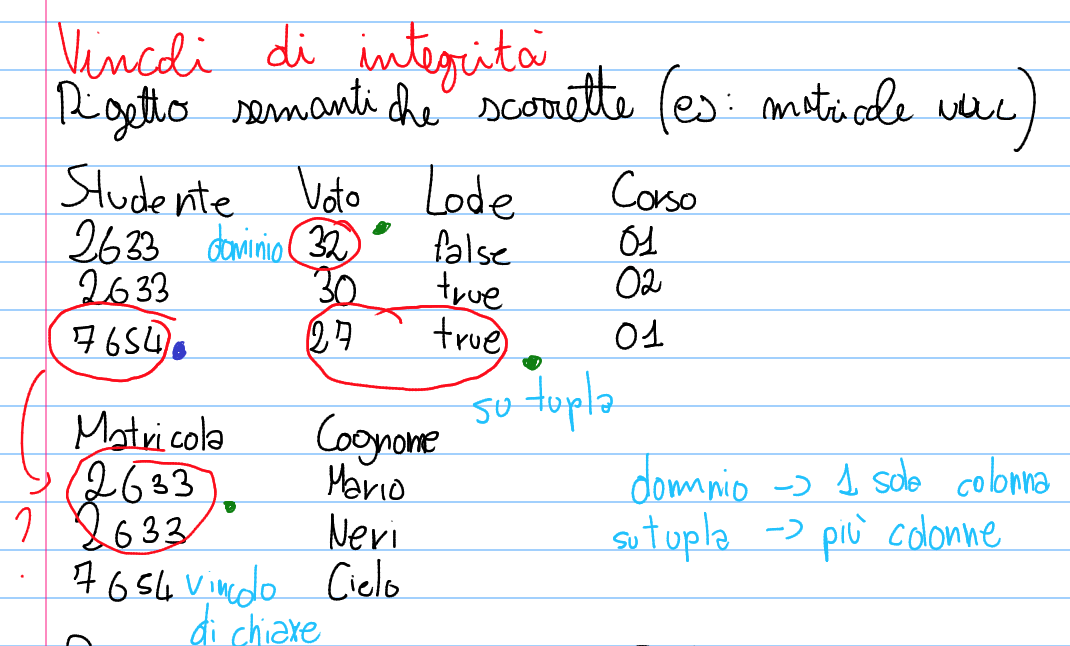 Vincoli di integrità
Rigetto semantiche scorrette (es: matricole NULL)
Studente Voto Lode Corso
2633 dominio 32 false 01
2633 30 true 02
7654 27 true 01
su tupla
Matricola Cognome
2633 Mario
dominio -> 1 sola colonna
? 2633 Neri
su tupla -> più colonne
7654 vincolo Cielo
di chiave